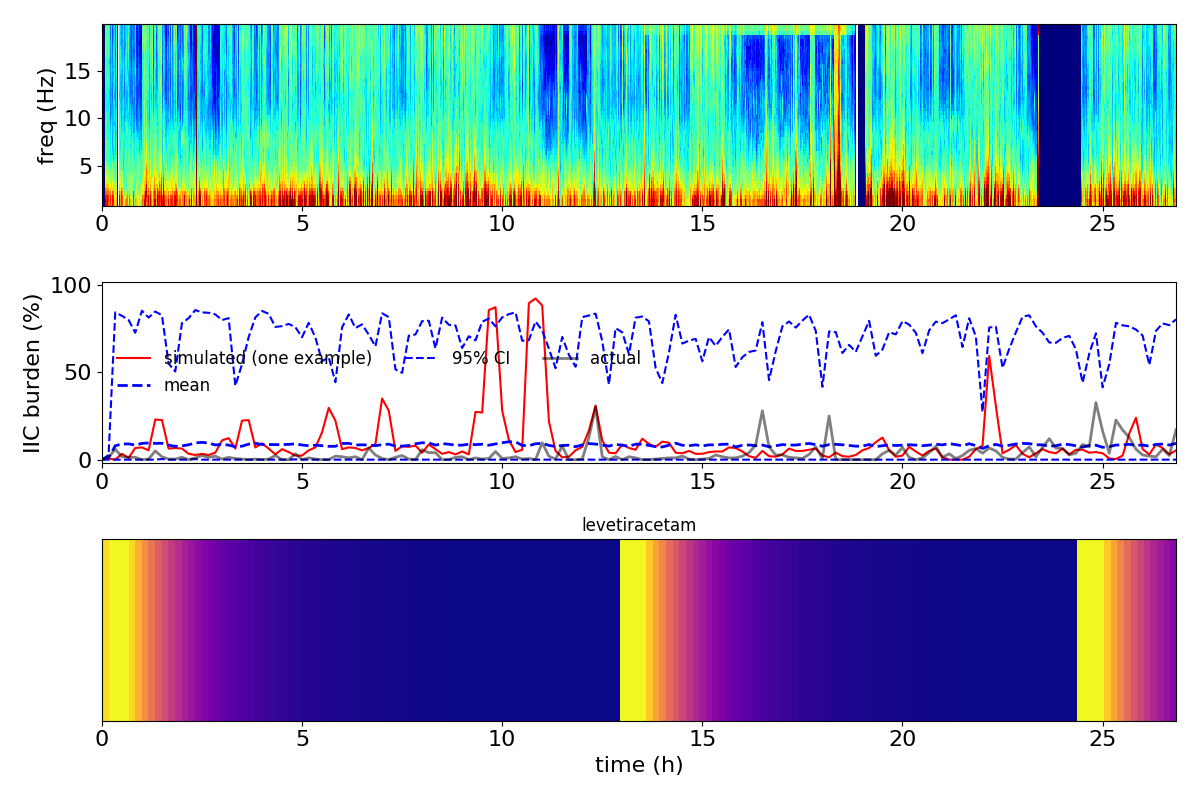 freq (Hz)
15
10
5
0 5 10 15 20 25
IIC burden (%)
100
50
0
simulated (one example) 95% CI actual
mean
0 5 10 15 20 25
levetiracetam
0 5 10 15 20 25
time (h)